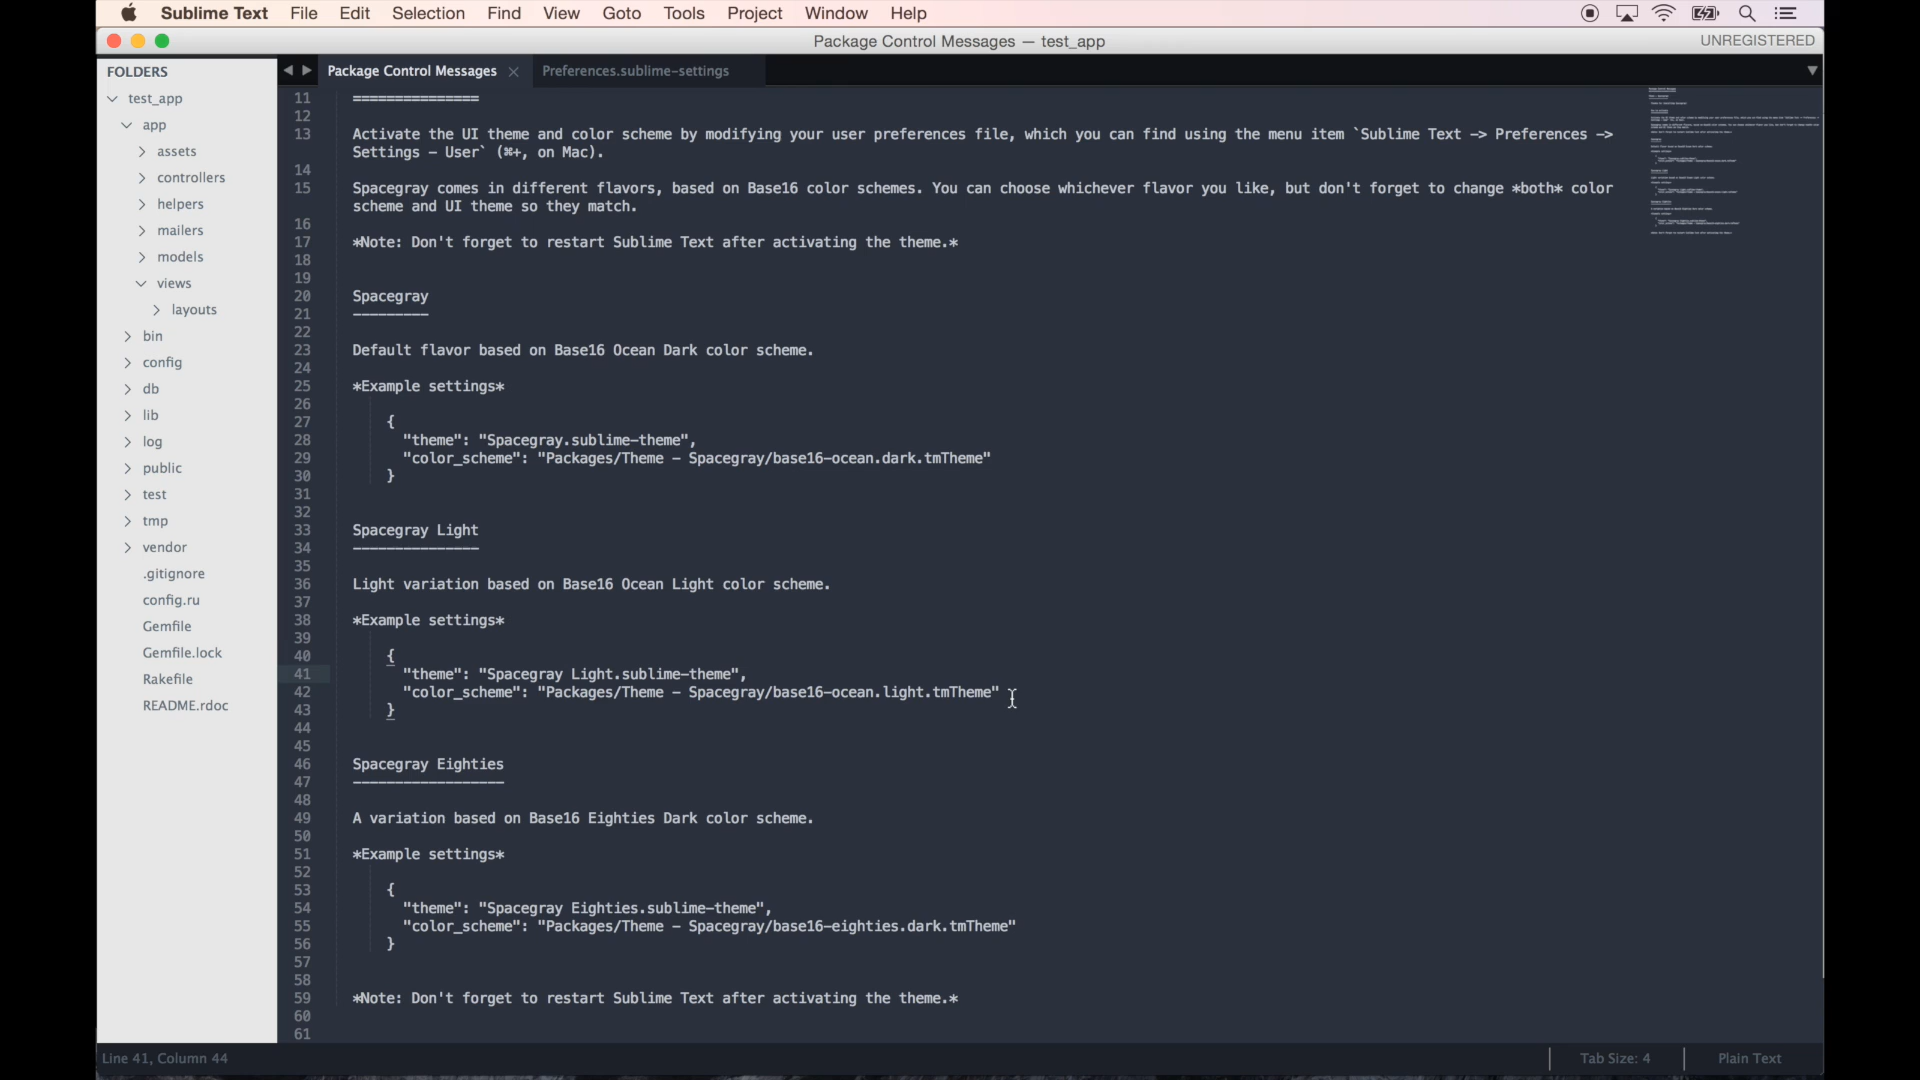 Sublime Text File Edit Selection Find View Goto Tools Project Window Help
Package Control Messages — test_app
UNREGISTERED
FOLDERS
test_app
app
assets
controllers
helpers
mailers
models
views
layouts
bin
config
db
lib
log
public
test
tmp
vendor
.gitignore
config.ru
Gemfile
Gemfile.lock
Rakefile
README.rdoc
Package Control Messages Preferences.sublime-settings
11 ===============
12
13 Activate the UI theme and color scheme by modifying your user preferences file, which you can find using the menu item `Sublime Text -> Preferences ->
Settings - User` (⌘+, on Mac).
14
15 Spacegray comes in different flavors, based on Base16 color schemes. You can choose whichever flavor you like, but don't forget to change *both* color
scheme and UI theme so they match.
16
17 *Note: Don't forget to restart Sublime Text after activating the theme.*
18
19
20 Spacegray
21 ---------
22
23 Default flavor based on Base16 Ocean Dark color scheme.
24
25 *Example settings*
26
27 {
28 "theme": "Spacegray.sublime-theme",
29 "color_scheme": "Packages/Theme - Spacegray/base16-ocean.dark.tmTheme"
30 }
31
32
33 Spacegray Light
34 ---------------
35
36 Light variation based on Base16 Ocean Light color scheme.
37
38 *Example settings*
39
40 {
41 "theme": "Spacegray Light.sublime-theme",
42 "color_scheme": "Packages/Theme - Spacegray/base16-ocean.light.tmTheme"
43 }
44
45
46 Spacegray Eighties
47 ------------------
48
49 A variation based on Base16 Eighties Dark color scheme.
50
51 *Example settings*
52
53 {
54 "theme": "Spacegray Eighties.sublime-theme",
55 "color_scheme": "Packages/Theme - Spacegray/base16-eighties.dark.tmTheme"
56 }
57
58
59 *Note: Don't forget to restart Sublime Text after activating the theme.*
60
61
Line 41, Column 44
Tab Size: 4
Plain Text